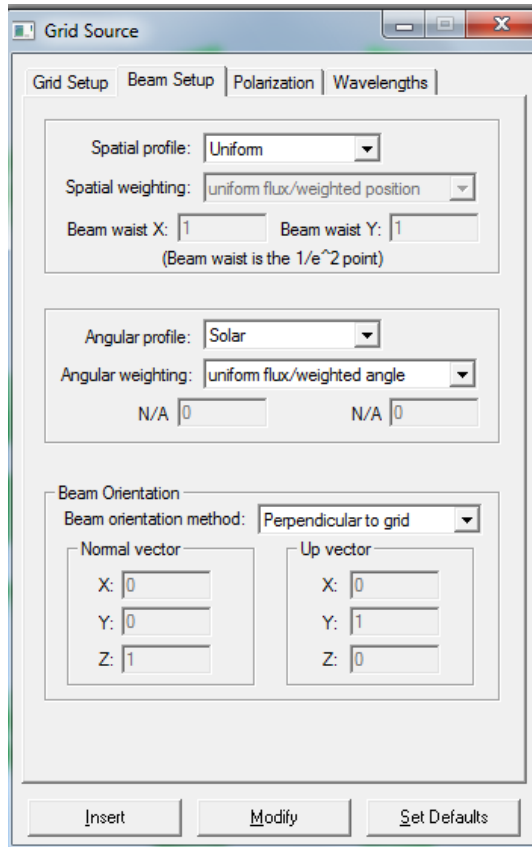 Grid Source
Grid Setup Beam Setup Polarization Wavelengths
Spatial profile: Uniform
Spatial weighting: uniform flux/weighted position
Beam waist X: 1 Beam waist Y: 1
(Beam waist is the 1/e^2 point)
Angular profile: Solar
Angular weighting: uniform flux/weighted angle
N/A 0 N/A 0
Beam Orientation
Beam orientation method: Perpendicular to grid
Normal vector Up vector
X: 0 X: 0
Y: 0 Y: 1
Z: 1 Z: 0
Insert Modify Set Defaults